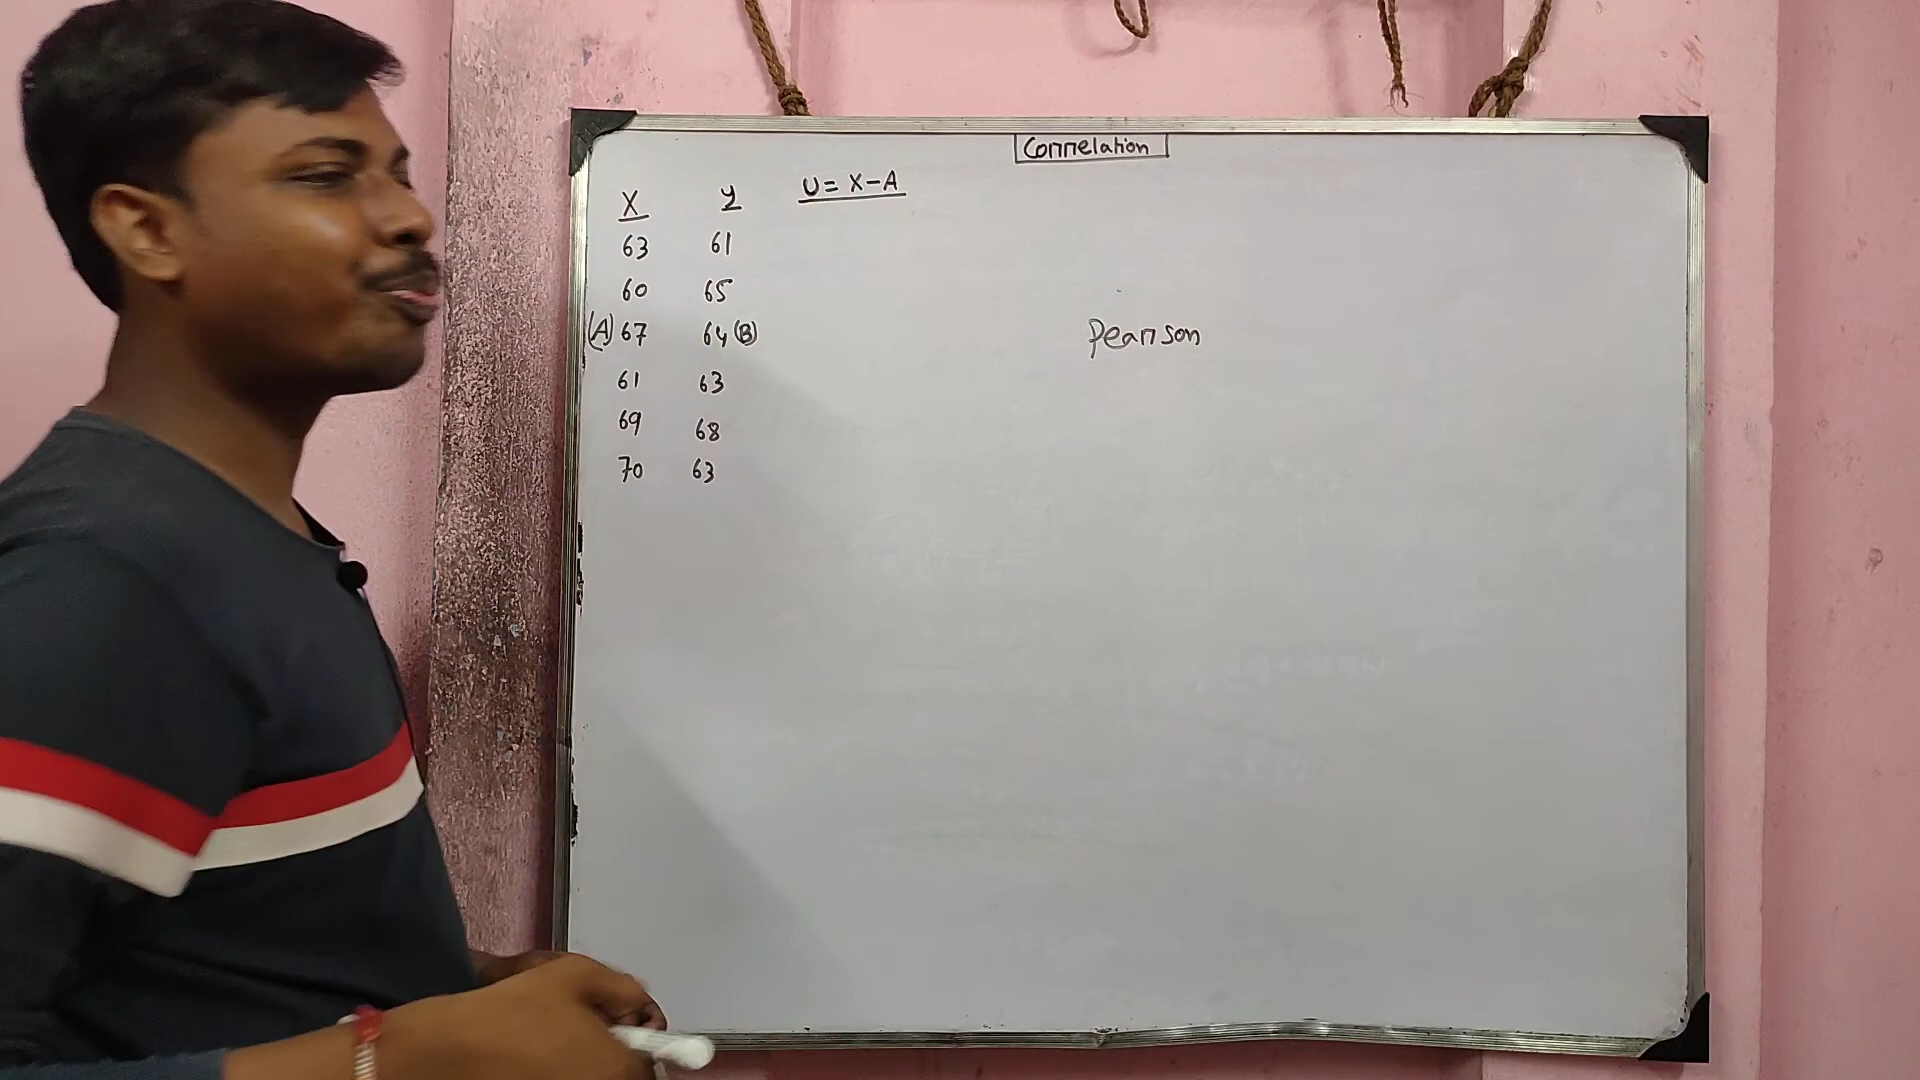 Correlation
X y U= X-A
63 61
60 65
(A) 67 64 (B)
Pearson
61 63
69 68
70 63